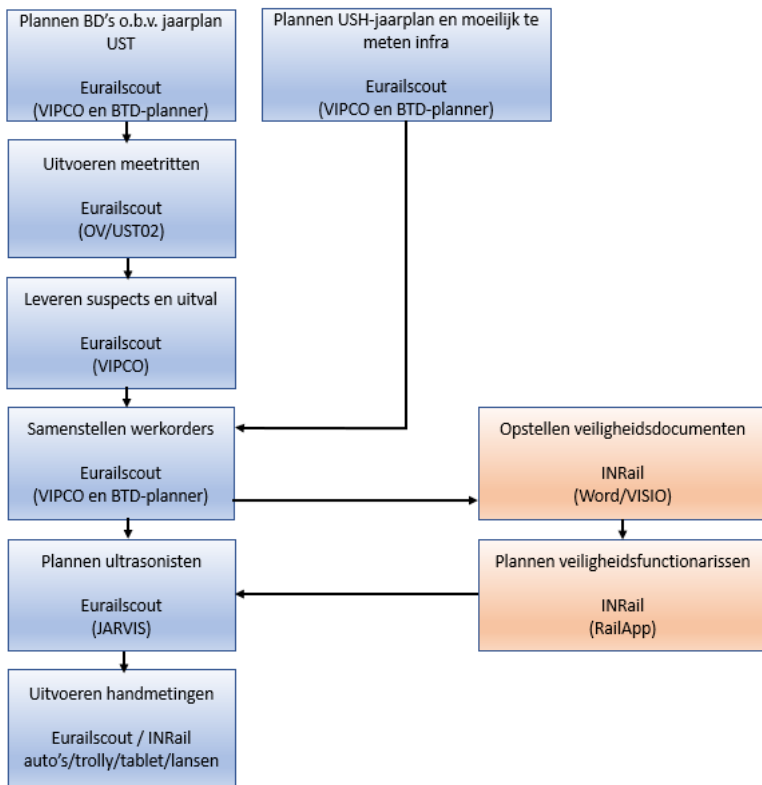 Plannen BD's o.b.v. jaarplan
UST
Eurailscout
(VIPCO en BTD-planner)
Plannen USH-jaarplan en moeilijk te
meten infra
Eurailscout
(VIPCO en BTD-planner)
Uitvoeren meetritten
Eurailscout
(OV/UST02)
Leveren suspects en uitval
Eurailscout
(VIPCO)
Samenstellen werkorders
Eurailscout
(VIPCO en BTD-planner)
Opstellen veiligheidsdocumenten
INRail
(Word/VISIO)
Plannen ultrasonisten
Eurailscout
(JARVIS)
Plannen veiligheidsfunctionarissen
INRail
(RailApp)
Uitvoeren handmetingen
Eurailscout / INRail
auto's/trolly/tablet/lansen